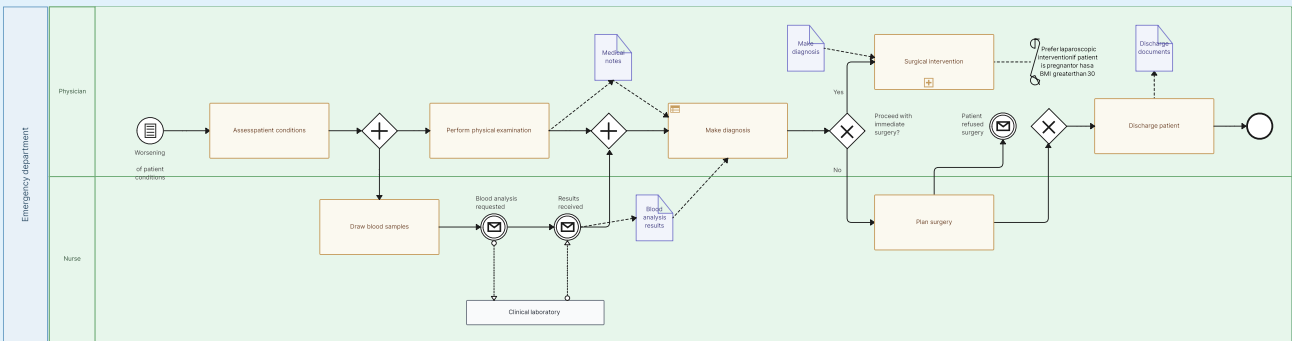 Emergency department
Physician
Nurse
Worsening
of patient
conditions
Assesspatient conditions
Perform physical examination
Medical
notes
Make diagnosis
Draw blood samples
Blood analysis
requested
Results
received
Blood
analysis
results
Clinical laboratory
Make
diagnosis
Yes
No
Proceed with
immediate
surgery?
Surgical intervention
Preferlaparoscopic
interventionif patient
is pregnantor hasa
BMI greaterthan 30
Patient
refused
surgery
Plan surgery
Discharge
documents
Discharge patient